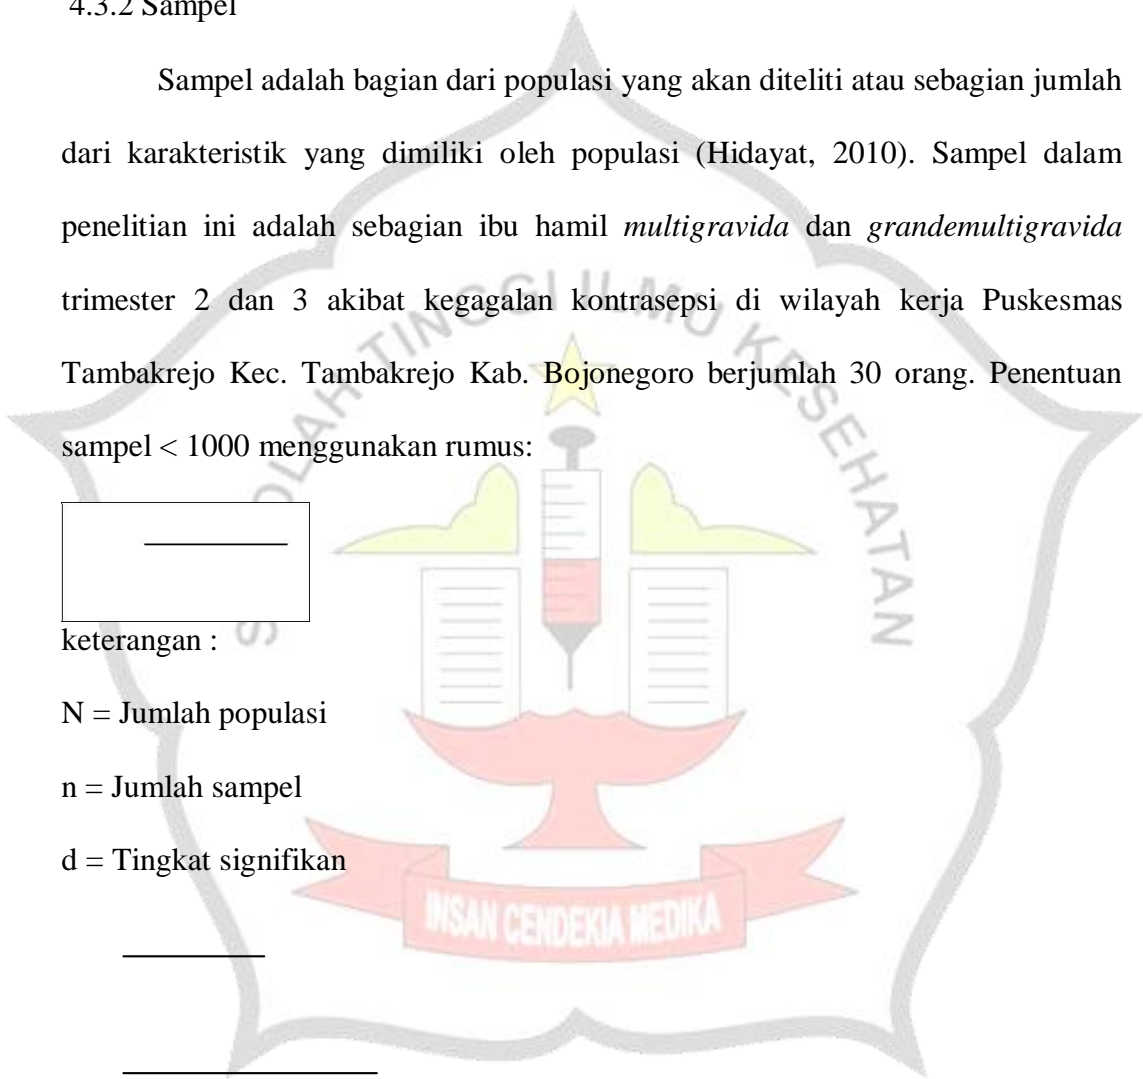 4.3.2 Sampel
Sampel adalah bagian dari populasi yang akan diteliti atau sebagian jumlah
dari karakteristik yang dimiliki oleh populasi (Hidayat, 2010). Sampel dalam
penelitian ini adalah sebagian ibu hamil multigravida dan grandemultigravida
trimester 2 dan 3 akibat kegagalan kontrasepsi di wilayah kerja Puskesmas
Tambakrejo Kec. Tambakrejo Kab. Bojonegoro berjumlah 30 orang. Penentuan
sampel < 1000 menggunakan rumus:
keterangan :
N = Jumlah populasi
n = Jumlah sampel
d = Tingkat signifikan
INSAN CENDEKIA MEDIKA